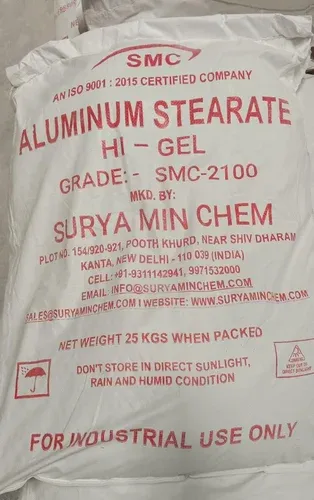 SMC
AN ISO 9001 : 2015 CERTIFIED COMPANY
ALUMINUM STEARATE
HI - GEL
GRADE:- SMC-2100
MKD. BY:
SURYA MIN CHEM
PLOT NO. 154/920-921, POOTH KHURD, NEAR SHIV DHARAM
KANTA, NEW DELHI - 110 039 (INDIA)
CELL: +91-9311142941, 9971532000
EMAIL INFO@SURYAMINCHEM.COM
SALES@SURYAMINCHEM.COM I WEBSITE: WWW.SURYAMINCHEM.COM
NET WEIGHT 25 KGS WHEN PACKED
DON'T STORE IN DIRECT SUNLIGHT,
RAIN AND HUMID CONDITION
FOR INDUSTRIAL USE ONLY